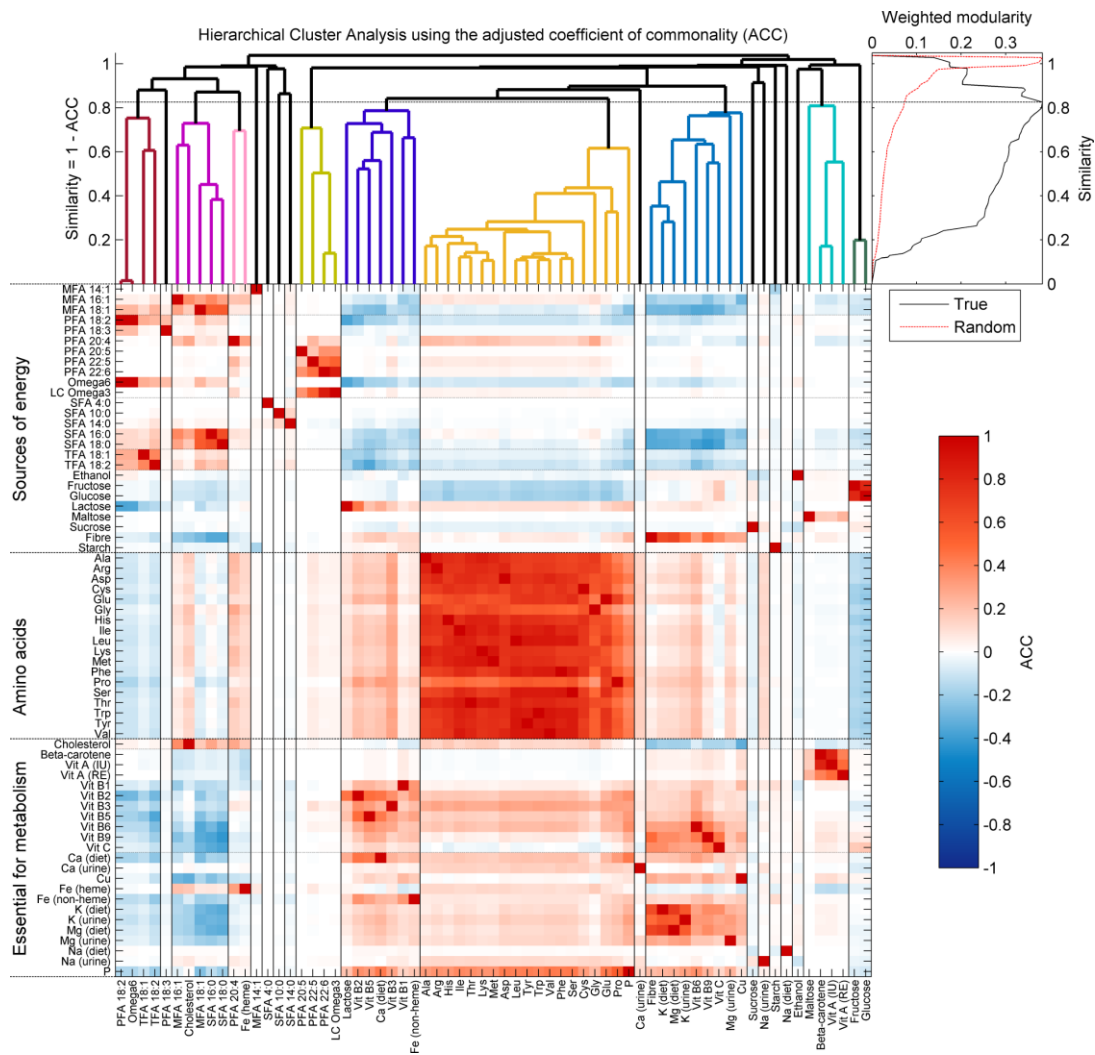 Hierarchical Cluster Analysis using the adjusted coefficient of commonality (ACC)
Weighted modularity
0 0.1 0.2 0.3
Similarity = 1 - ACC
1
0.8
0.6
0.4
0.2
1
0.8
0.6
0.4
0.2
0
Similarity
True
Random
Sources of energy
MFA 14:1
MFA 16:1
MFA 18:1
PFA 18:2
PFA 18:3
PFA 20:4
PFA 20:5
PFA 22:5
PFA 22:6
Omega6
LC Omega3
SFA 4:0
SFA 10:0
SFA 14:0
SFA 16:0
SFA 18:0
TFA 18:1
TFA 18:2
Ethanol
Fructose
Glucose
Lactose
Maltose
Sucrose
Fibre
Starch
Amino acids
Ala
Arg
Asp
Cys
Glu
Gly
His
Ile
Leu
Lys
Met
Phe
Pro
Ser
Thr
Trp
Tyr
Val
Essential for metabolism
Cholesterol
Beta-carotene
Vit A (IU)
Vit A (RE)
Vit B1
Vit B2
Vit B3
Vit B5
Vit B6
Vit B9
Vit C
Ca (diet)
Ca (urine)
Cu
Fe (heme)
Fe (non-heme)
K (diet)
K (urine)
Mg (diet)
Mg (urine)
Na (diet)
Na (urine)
P
PFA 18:2
Omega6
TFA 18:1
TFA 18:2
PFA 18:3
MFA 16:1
Cholesterol
MFA 18:1
SFA 16:0
SFA 18:0
PFA 20:4
Fe (heme)
MFA 14:1
SFA 4:0
SFA 10:0
SFA 14:0
PFA 20:5
PFA 22:5
PFA 22:6
LC Omega3
Lactose
Vit B2
Vit B5
Ca (diet)
Vit B3
Vit B1
Fe (non-heme)
Ala
Arg
His
Ile
Thr
Lys
Met
Asp
Leu
Tyr
Trp
Val
Phe
Ser
Cys
Gly
Glu
Pro
P
Ca (urine)
Fibre
K (diet)
Mg (diet)
K (urine)
Vit B6
Vit B9
Vit C
Mg (urine)
Cu
Sucrose
Na (urine)
Starch
Na (diet)
Ethanol
Maltose
Beta-carotene
Vit A (IU)
Vit A (RE)
Fructose
Glucose
1
0.8
0.6
0.4
0.2
0
-0.2
-0.4
-0.6
-0.8
-1
ACC